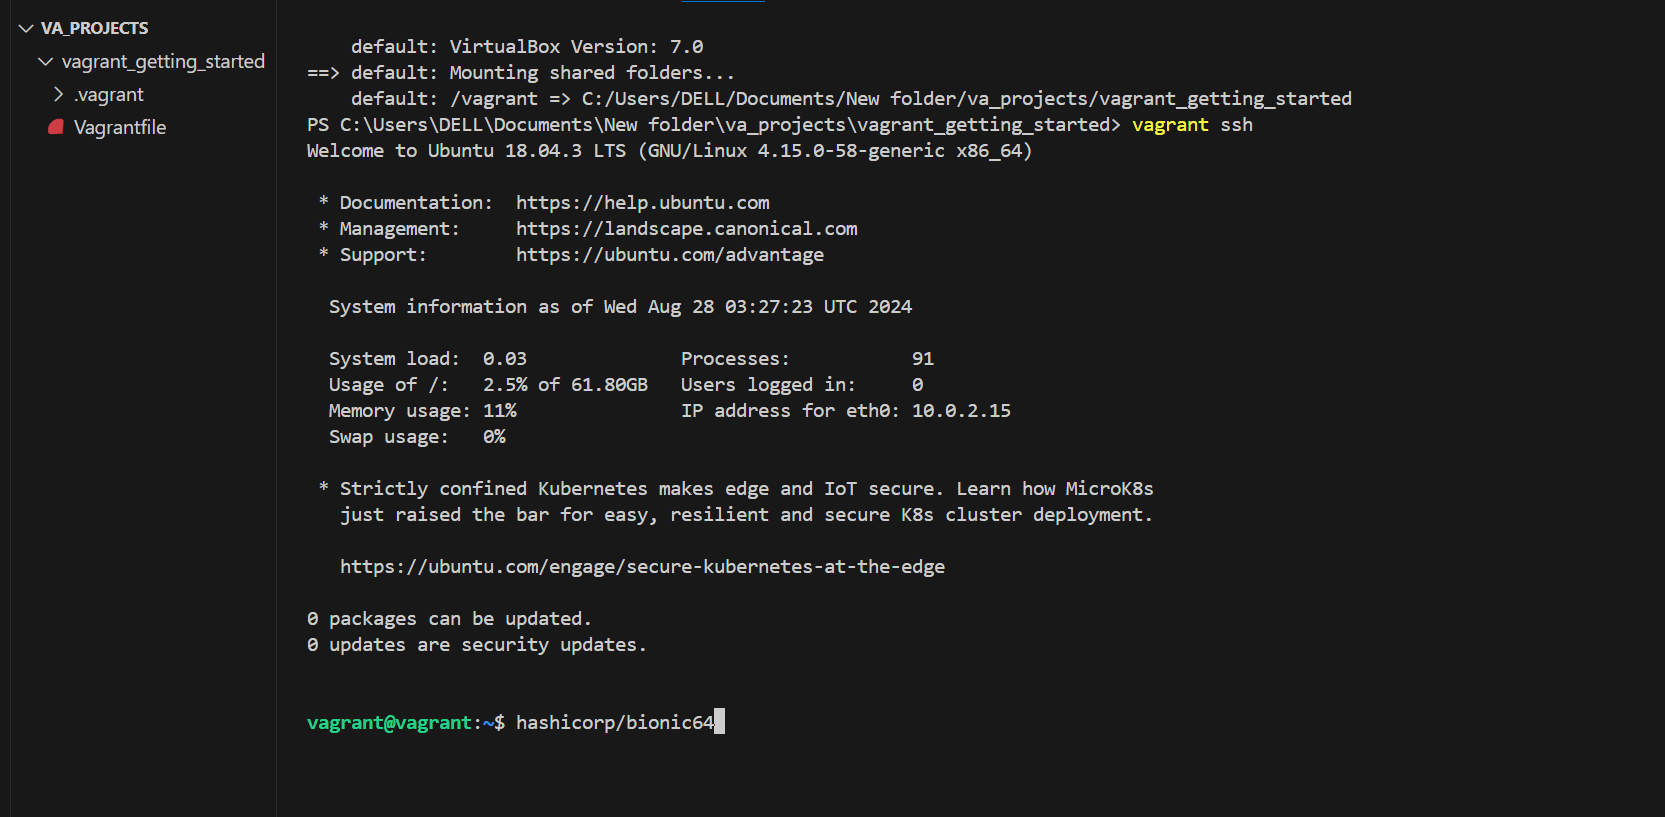 VA_PROJECTS
vagrant_getting_started
.vagrant
Vagrantfile
default: VirtualBox Version: 7.0
==> default: Mounting shared folders...
default: /vagrant => C:/Users/DELL/Documents/New folder/va_projects/vagrant_getting_started
PS C:\Users\DELL\Documents\New folder\va_projects\vagrant_getting_started> vagrant ssh
Welcome to Ubuntu 18.04.3 LTS (GNU/Linux 4.15.0-58-generic x86_64)
* Documentation:  https://help.ubuntu.com
* Management:     https://landscape.canonical.com
* Support:        https://ubuntu.com/advantage
System information as of Wed Aug 28 03:27:23 UTC 2024
System load:  0.03              Processes:           91
Usage of /:   2.5% of 61.80GB   Users logged in:     0
Memory usage: 11%               IP address for eth0: 10.0.2.15
Swap usage:   0%
* Strictly confined Kubernetes makes edge and IoT secure. Learn how MicroK8s
just raised the bar for easy, resilient and secure K8s cluster deployment.
https://ubuntu.com/engage/secure-kubernetes-at-the-edge
0 packages can be updated.
0 updates are security updates.
vagrant@vagrant:~$ hashicorp/bionic64